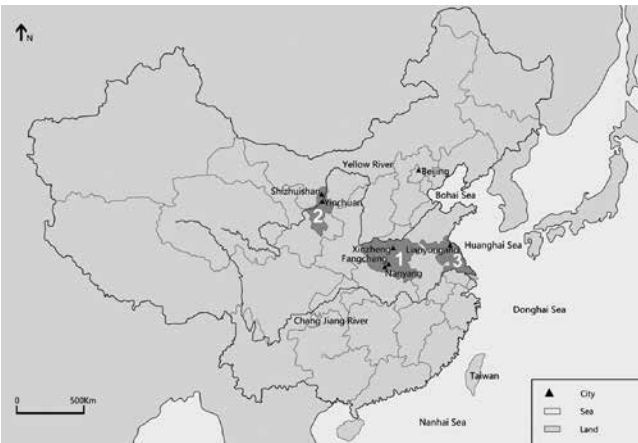 N
Yellow River
Beijing
Shizhuishan
Bohai Sea
Yinchuan
2
Xinzheng
Lianyungang
Huanghai Sea
Fangcheng
1
3
Nanyang
Donghai Sea
Chang Jiang River
Taiwan
City
0
500Km
Sea
Nanhai Sea
Land